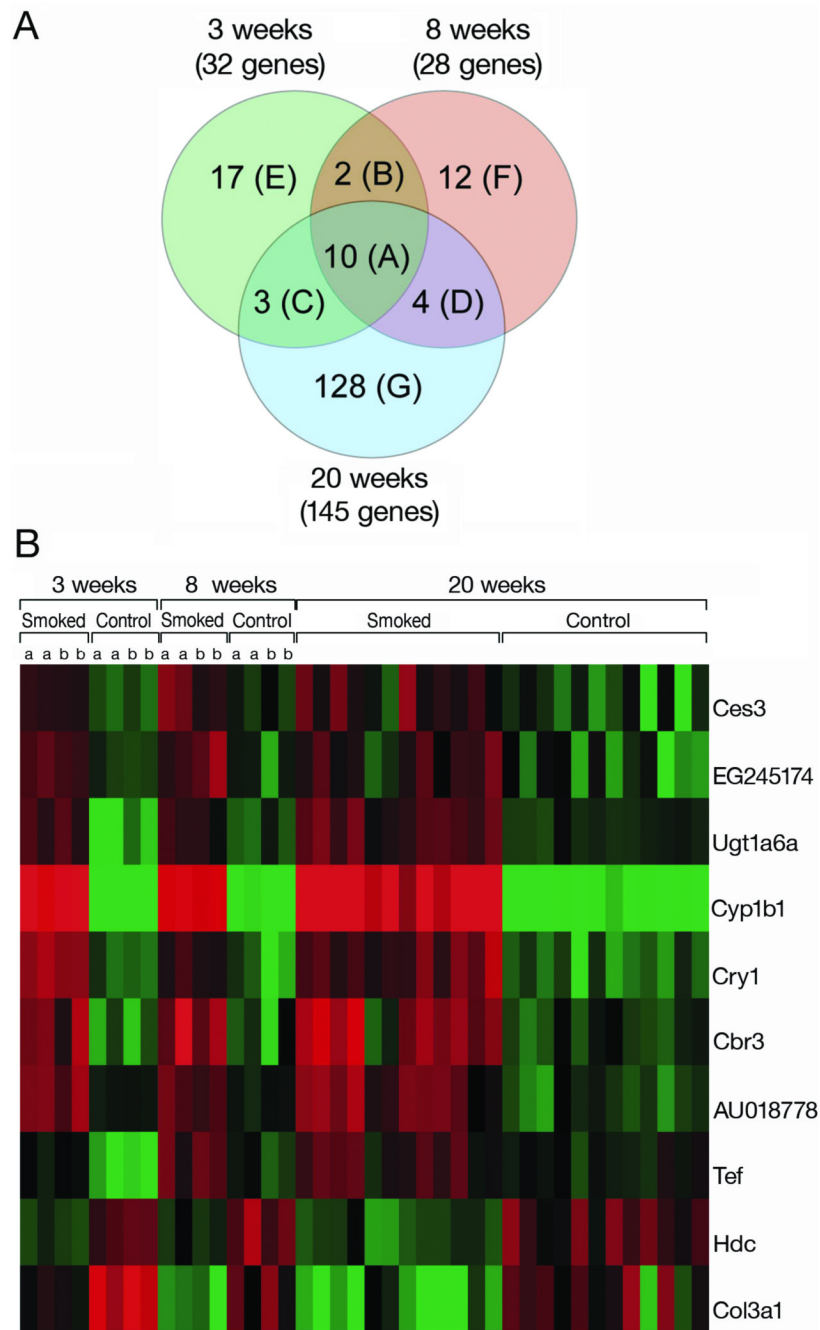 A
3 weeks
(32 genes)
8 weeks
(28 genes)
17 (E)
2 (B)
12 (F)
10 (A)
3 (C)
4 (D)
128 (G)
20 weeks
(145 genes)
B
3 weeks
8 weeks
20 weeks
Smoked
Control
Smoked
Control
Smoked
Control
a a b b a a b b a a b b a a b b
Ces3
EG245174
Ugt1a6a
Cyp1b1
Cry1
Cbr3
AU018778
Tef
Hdc
Col3a1